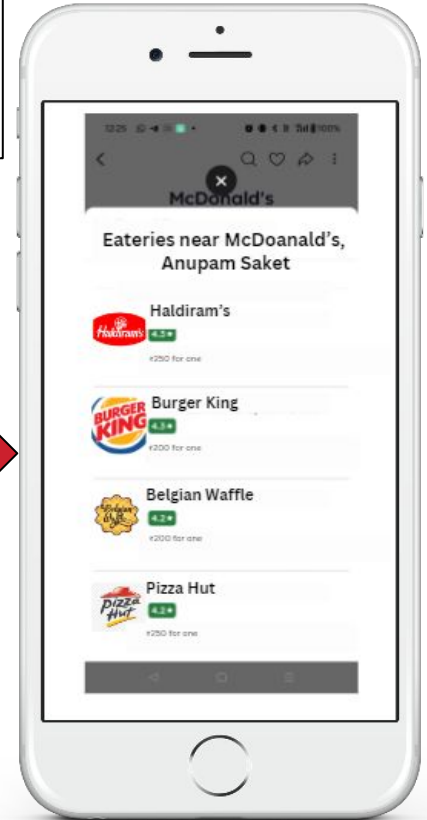 12:25
100%
McDonald's
Eateries near McDoanald's,
Anupam Saket
Haldiram's
Haldiram's
₹250 for one
Burger King
BURGER
KING
4.3★
₹200 for one
Belgian Waffle
Belgian
Waffle
4.2★
₹200 for one
Pizza Hut
Pizza
Hut
4.2★
₹250 for one